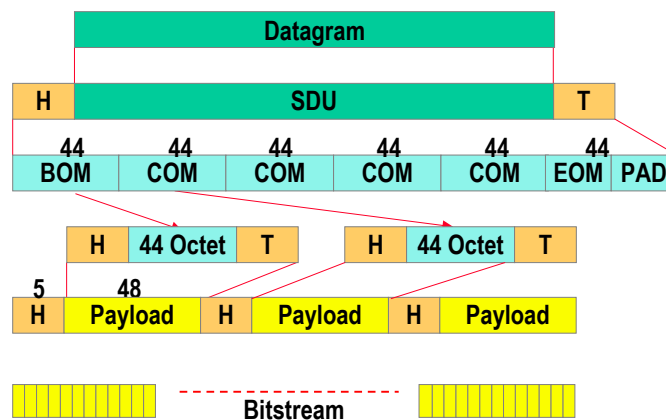 Datagram
H SDU T
44 44 44 44 44 44
BOM COM COM COM COM EOM PAD
H 44 Octet T H 44 Octet T
5 48
H Payload H Payload H Payload
Bitstream